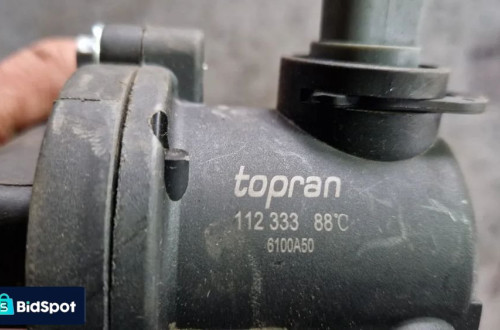 topran
112 333 88°C
6100A50
BidSpot